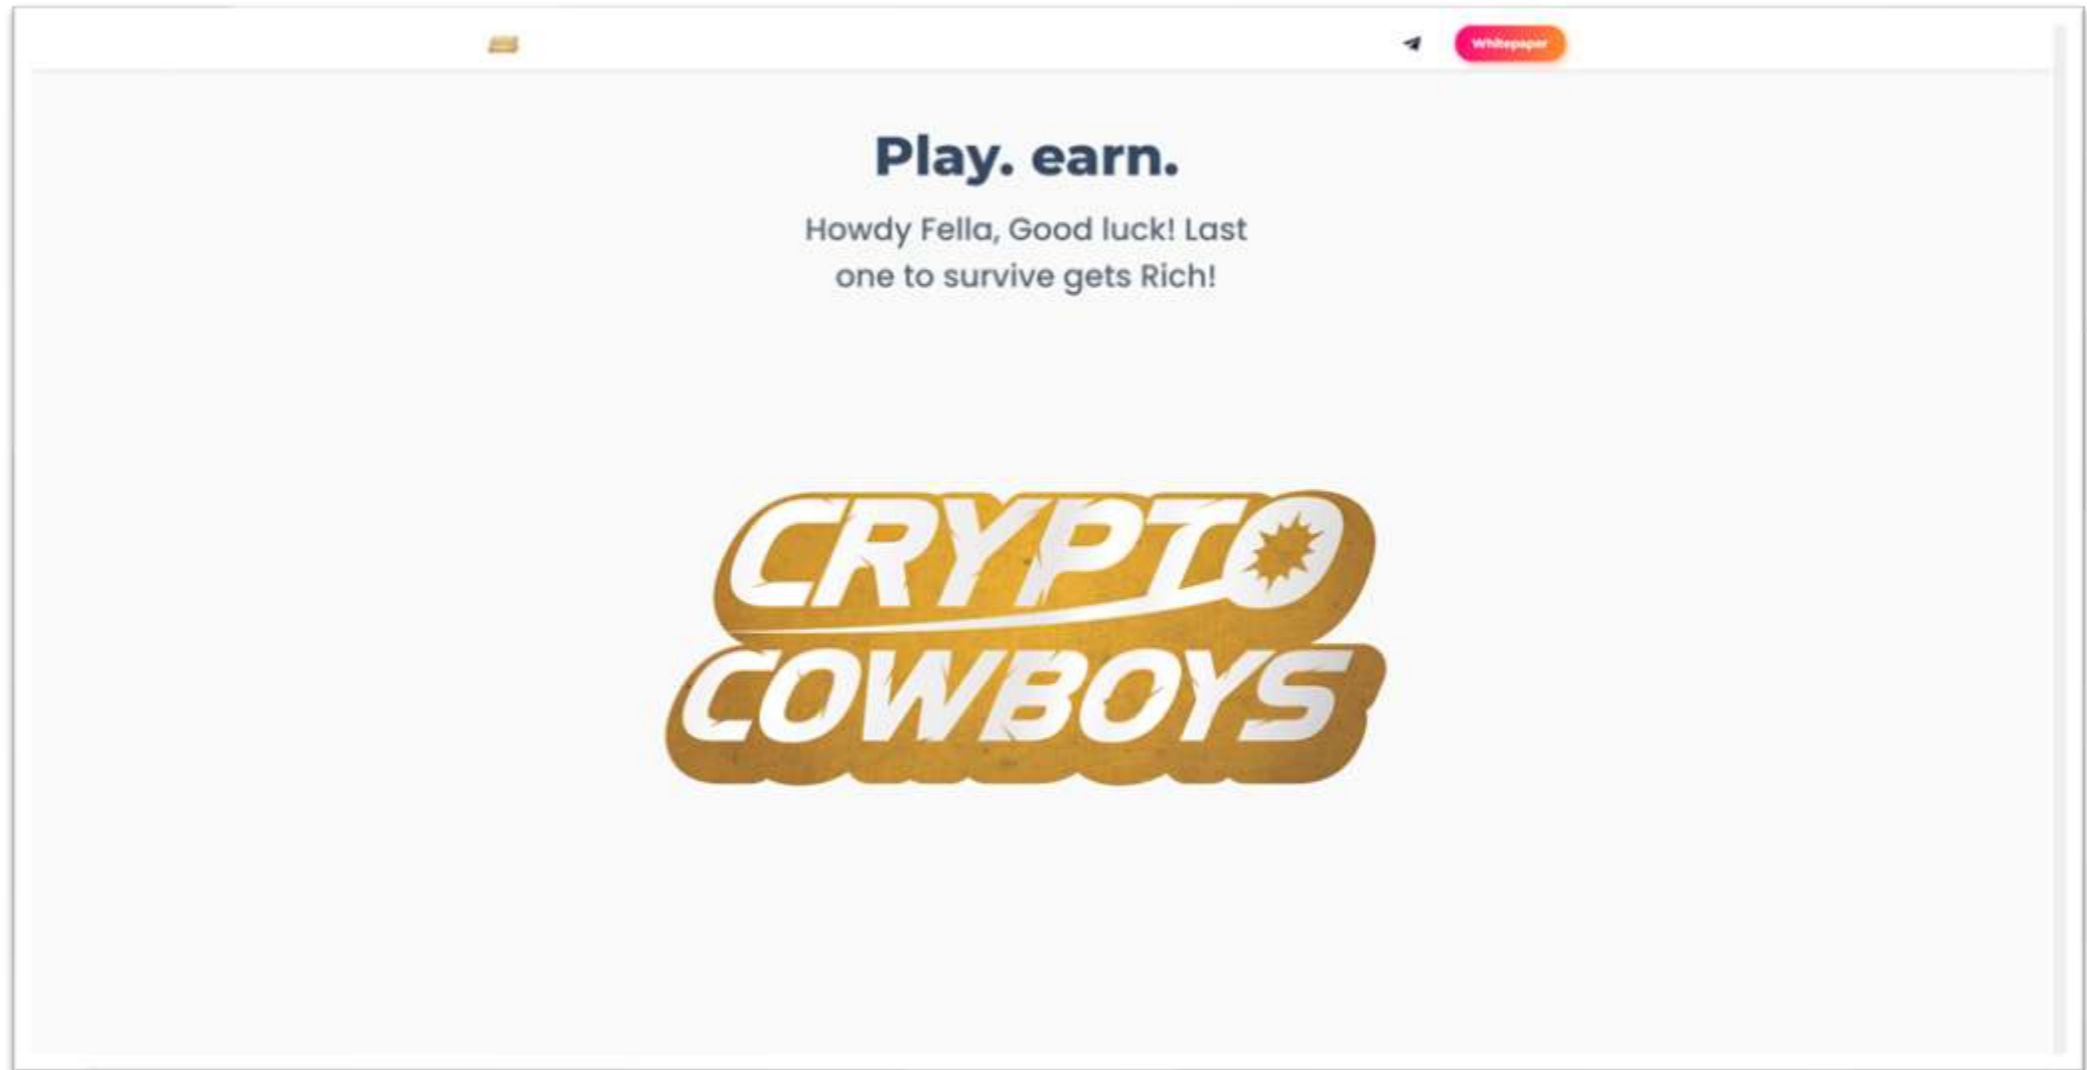 Whitepaper
Play. earn.
Howdy Fella, Good luck! Last
one to survive gets Rich!
CRYPTO
COWBOYS